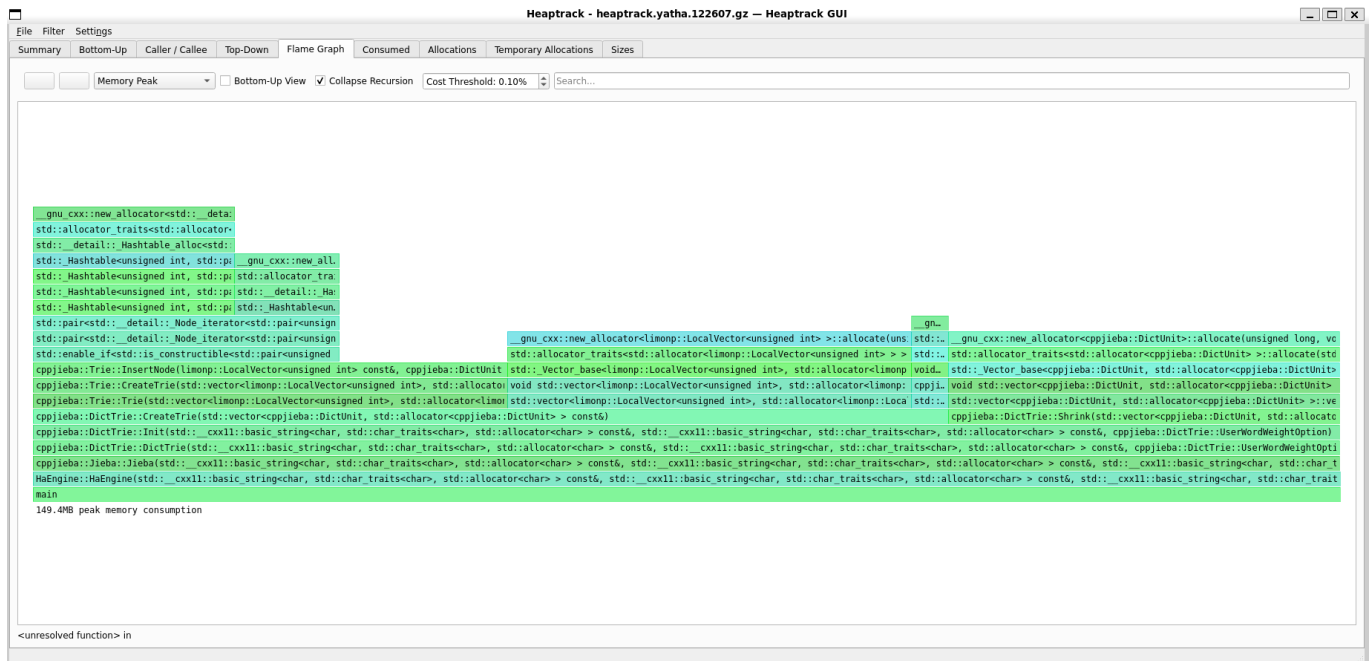 Heaptrack - heaptrack.yatha.122607.gz — Heaptrack GUI
File Filter Settings
Summary Bottom-Up Caller / Callee Top-Down Flame Graph Consumed Allocations Temporary Allocations Sizes
Memory Peak Bottom-Up View Collapse Recursion Cost Threshold: 0.10% Search...
__gnu_cxx::new_allocator<std::__deta:
std::allocator_traits<std::allocator<
std::__detail::_Hashtable_alloc<std::
std::_Hashtable<unsigned int, std::pa __gnu_cxx::new_all…
std::_Hashtable<unsigned int, std::pa std::allocator_tra:
std::_Hashtable<unsigned int, std::pa std::__detail::_Ha:
std::_Hashtable<unsigned int, std::pa std::_Hashtable<un…
std::pair<std::__detail::_Node_iterator<std::pair<unsign __gn…
std::pair<std::__detail::_Node_iterator<std::pair<unsign __gnu_cxx::new_allocator<limonp::LocalVector<unsigned int> >::allocate(uns: std::… __gnu_cxx::new_allocator<cppjieba::DictUnit>::allocate(unsigned long, vc
std::enable_if<std::is_constructible<std::pair<unsigned std::allocator_traits<std::allocator<limonp::LocalVector<unsigned int> > > std::… std::allocator_traits<std::allocator<cppjieba::DictUnit> >::allocate(std
cppjieba::Trie::InsertNode(limonp::LocalVector<unsigned int> const&, cppjieba::DictUnit std::_Vector_base<limonp::LocalVector<unsigned int>, std::allocator<limonp void… std::_Vector_base<cppjieba::DictUnit, std::allocator<cppjieba::DictUnit>
cppjieba::Trie::CreateTrie(std::vector<limonp::LocalVector<unsigned int>, std::allocato void std::vector<limonp::LocalVector<unsigned int>, std::allocator<limonp: cppji… void std::vector<cppjieba::DictUnit, std::allocator<cppjieba::DictUnit>
cppjieba::Trie::Trie(std::vector<limonp::LocalVector<unsigned int>, std::allocator<limor std::vector<limonp::LocalVector<unsigned int>, std::allocator<limonp::Loca std::… std::vector<cppjieba::DictUnit, std::allocator<cppjieba::DictUnit> >::ve
cppjieba::DictTrie::CreateTrie(std::vector<cppjieba::DictUnit, std::allocator<cppjieba::DictUnit> > const&) cppjieba::DictTrie::Shrink(std::vector<cppjieba::DictUnit, std::allocato
cppjieba::DictTrie::Init(std::__cxx11::basic_string<char, std::char_traits<char>, std::allocator<char> > const&, std::__cxx11::basic_string<char, std::char_traits<char>, std::allocator<char> > const&, cppjieba::DictTrie::UserWordWeightOption)
cppjieba::DictTrie::DictTrie(std::__cxx11::basic_string<char, std::char_traits<char>, std::allocator<char> > const&, std::__cxx11::basic_string<char, std::char_traits<char>, std::allocator<char> > const&, cppjieba::DictTrie::UserWordWeightOpti
cppjieba::Jieba::Jieba(std::__cxx11::basic_string<char, std::char_traits<char>, std::allocator<char> > const&, std::__cxx11::basic_string<char, std::char_traits<char>, std::allocator<char> > const&, std::__cxx11::basic_string<char, std::char_t
HaEngine::HaEngine(std::__cxx11::basic_string<char, std::char_traits<char>, std::allocator<char> > const&, std::__cxx11::basic_string<char, std::char_traits<char>, std::allocator<char> > const&, std::__cxx11::basic_string<char, std::char_trait
main
149.4MB peak memory consumption
<unresolved function> in